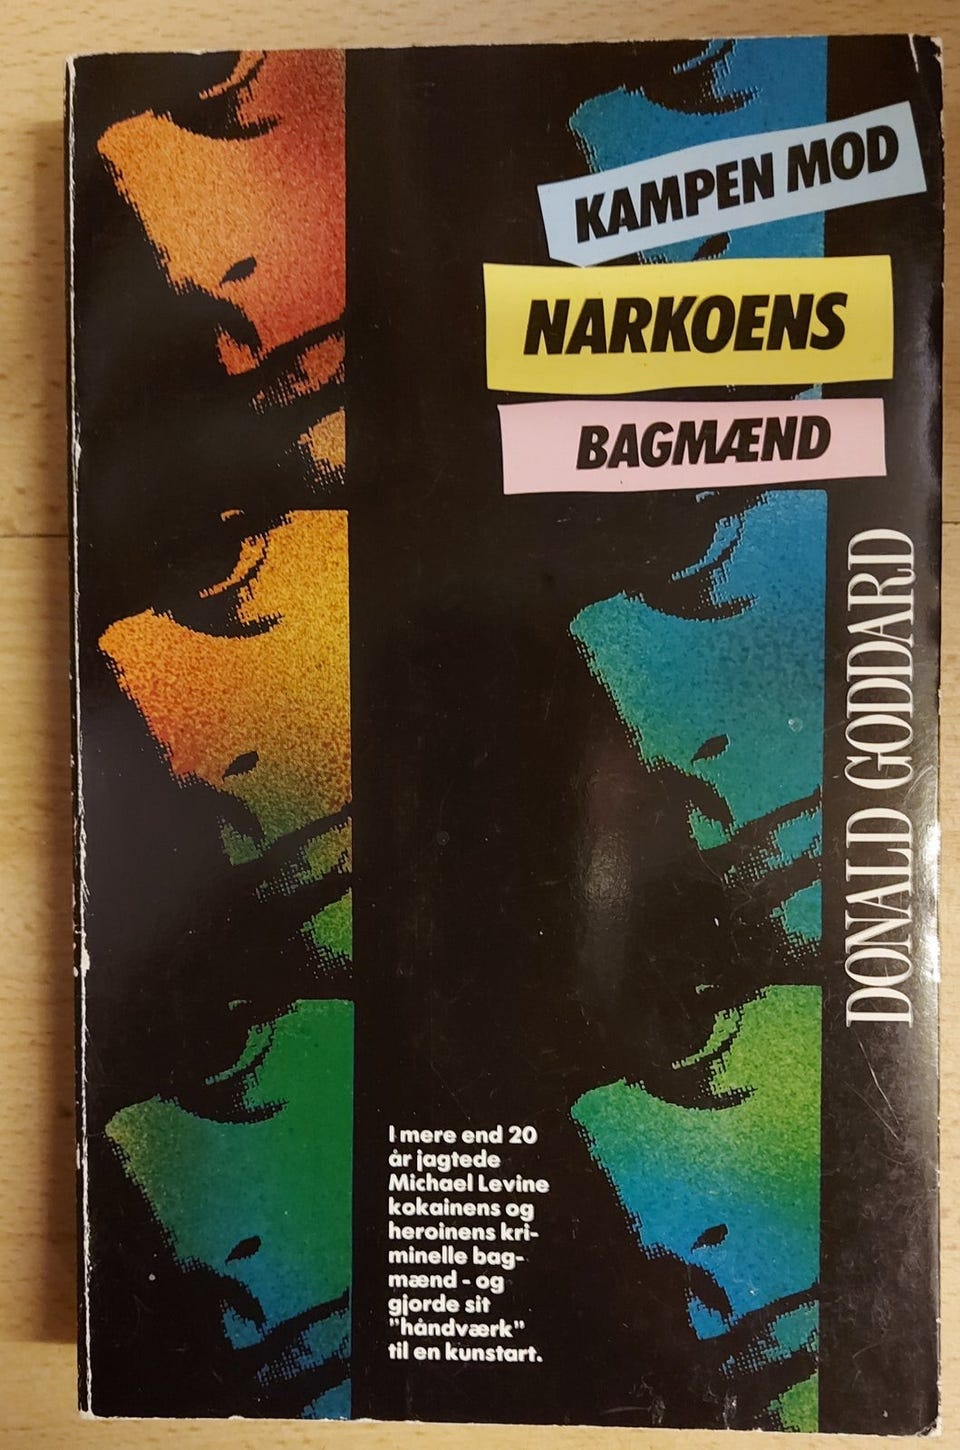 KAMPEN MOD
NARKOENS
BAGMÆND
DONALD GODDARD
I mere end 20
år jagtede
Michael Levine
kokainens og
heroinens kri-
minelle bag-
mænd - og
gjorde sit
"håndværk"
til en kunstart.